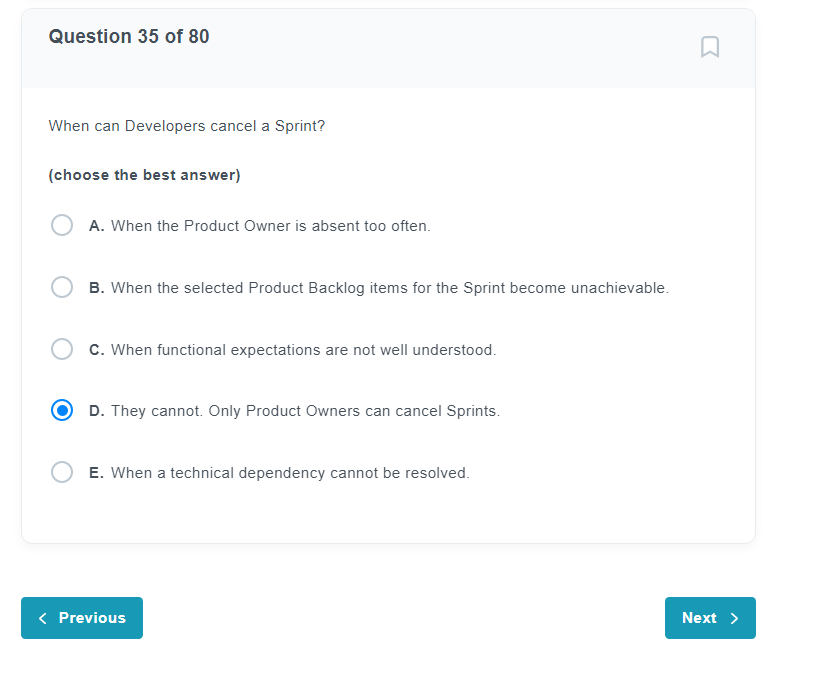 Question 35 of 80
When can Developers cancel a Sprint?
(choose the best answer)
A. When the Product Owner is absent too often.
B. When the selected Product Backlog items for the Sprint become unachievable.
C. When functional expectations are not well understood.
D. They cannot. Only Product Owners can cancel Sprints.
E. When a technical dependency cannot be resolved.
Previous
Next